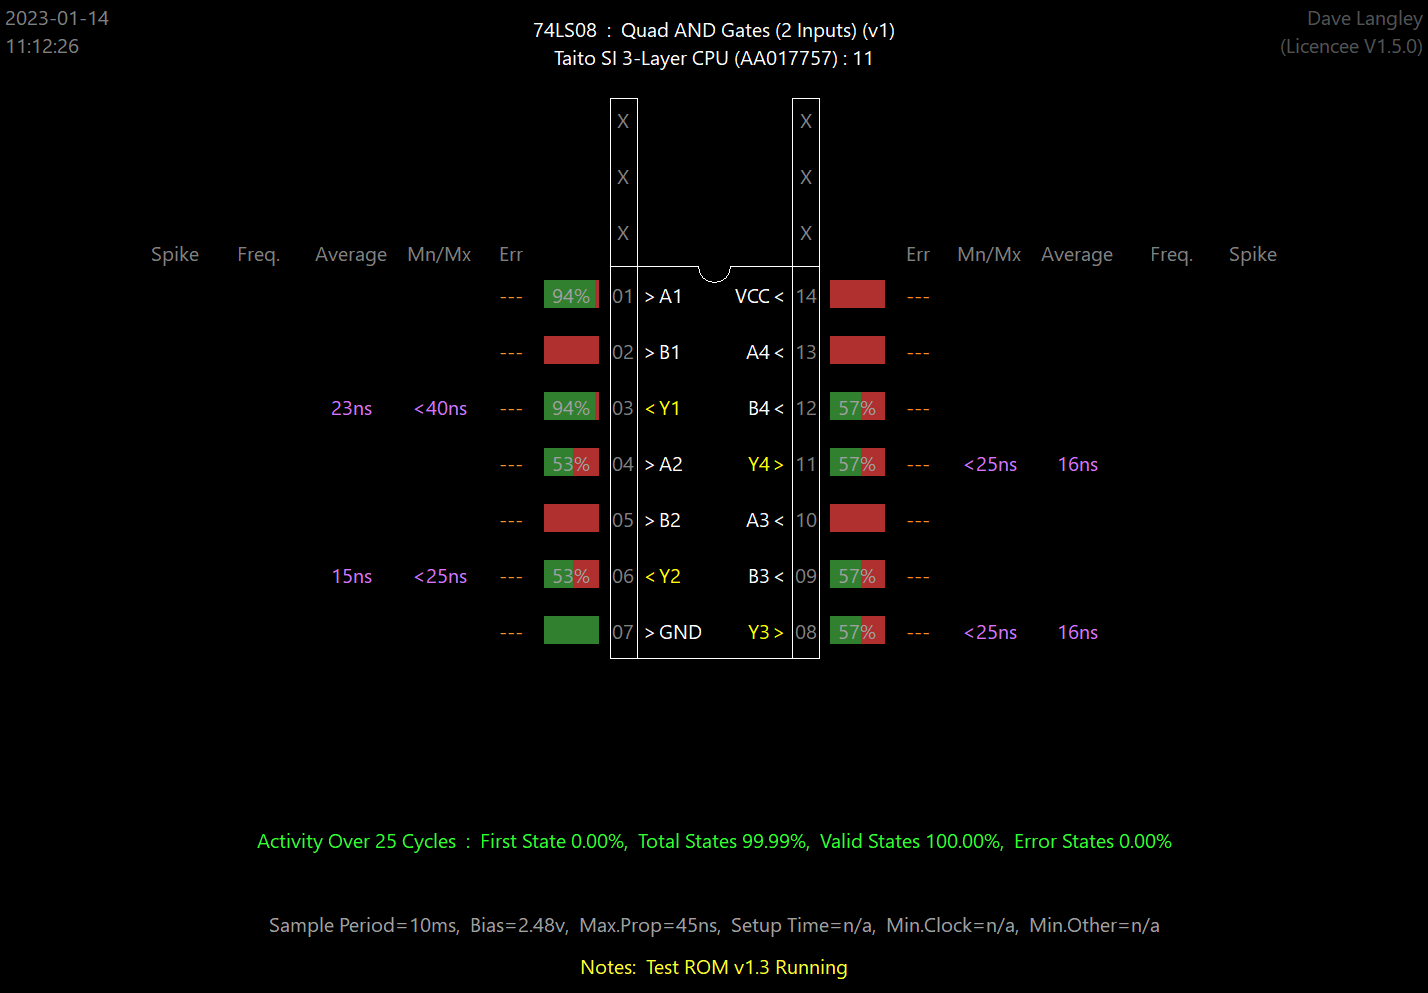 2023-01-14
11:12:26
74LS08 : Quad AND Gates (2 Inputs) (v1)
Taito SI 3-Layer CPU (AA017757) : 11
Dave Langley
(Licencee V1.5.0)
X X
X X
X X
Spike Freq. Average Mn/Mx Err Err Mn/Mx Average Freq. Spike
--- 94% 01 >A1 VCC< 14 ---
--- 02 >B1 A4< 13 ---
23ns <40ns --- 94% 03 <Y1 B4< 12 57% ---
--- 53% 04 >A2 Y4> 11 57% --- <25ns 16ns
--- 05 >B2 A3< 10 ---
15ns <25ns --- 53% 06 <Y2 B3< 09 57% ---
--- 07 >GND Y3> 08 57% --- <25ns 16ns
Activity Over 25 Cycles : First State 0.00%, Total States 99.99%, Valid States 100.00%, Error States 0.00%
Sample Period=10ms, Bias=2.48v, Max.Prop=45ns, Setup Time=n/a, Min.Clock=n/a, Min.Other=n/a
Notes: Test ROM v1.3 Running